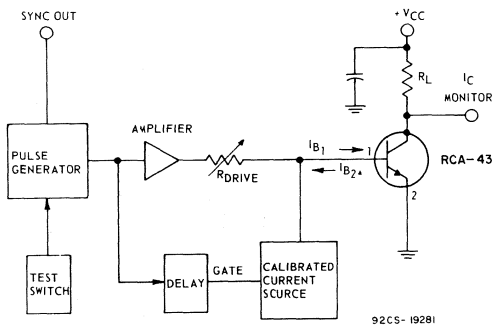 SYNC OUT
+ VCC
RL
IC
MONITOR
AMPLIFIER
PULSE
GENERATOR
RDRIVE
IB1
1
IB2
RCA-43
2
TEST
SWITCH
DELAY
GATE
CALIBRATED
CURRENT
SOURCE
92CS-19281